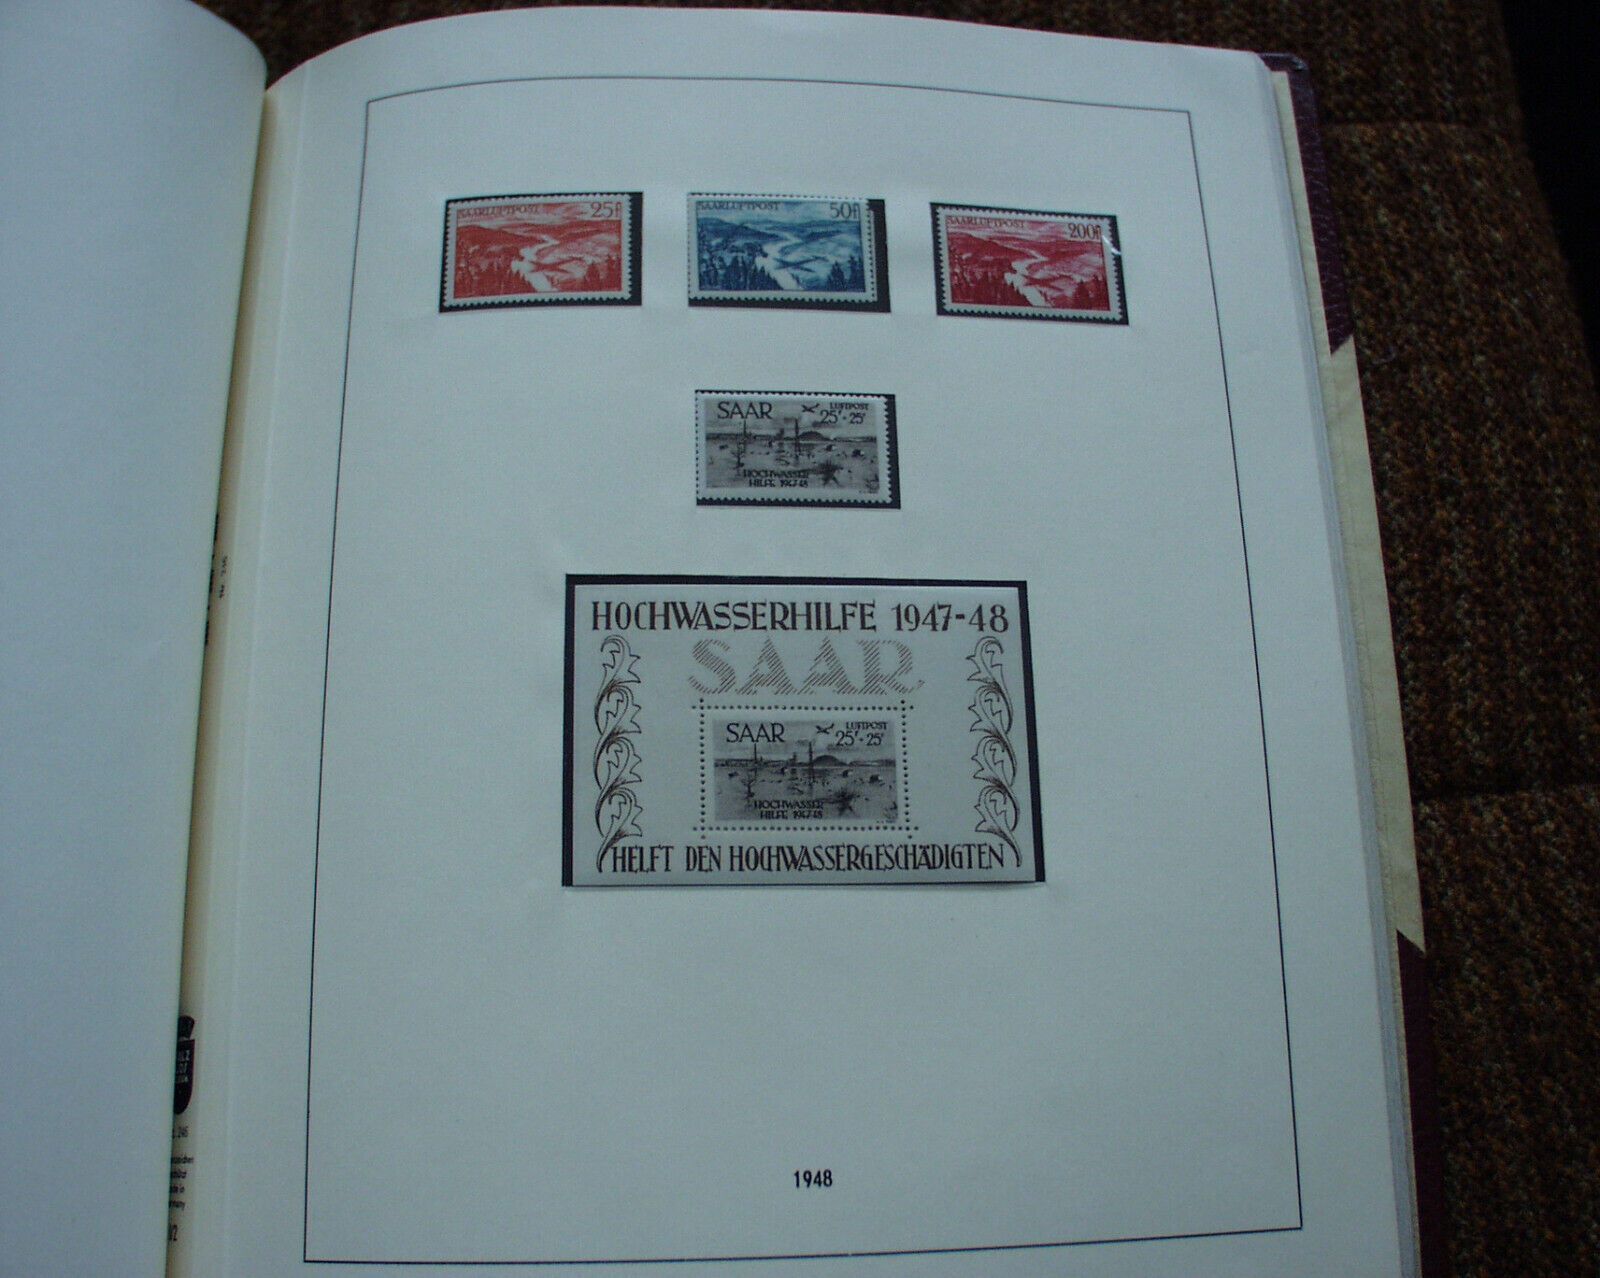 SAARLUFTPOST 25f
SAARLUFTPOST 50f
SAARLUFTPOST 200f
SAAR LUFTPOST
25f + 25f
HOCHWASSER
HILFE 1947-48
HOCHWASSERHILFE 1947-48
SAAR
SAAR LUFTPOST
25f + 25f
HOCHWASSER
HILFE 1947-48
HELFT DEN HOCHWASSERGESCHÄDIGTEN
1948
246